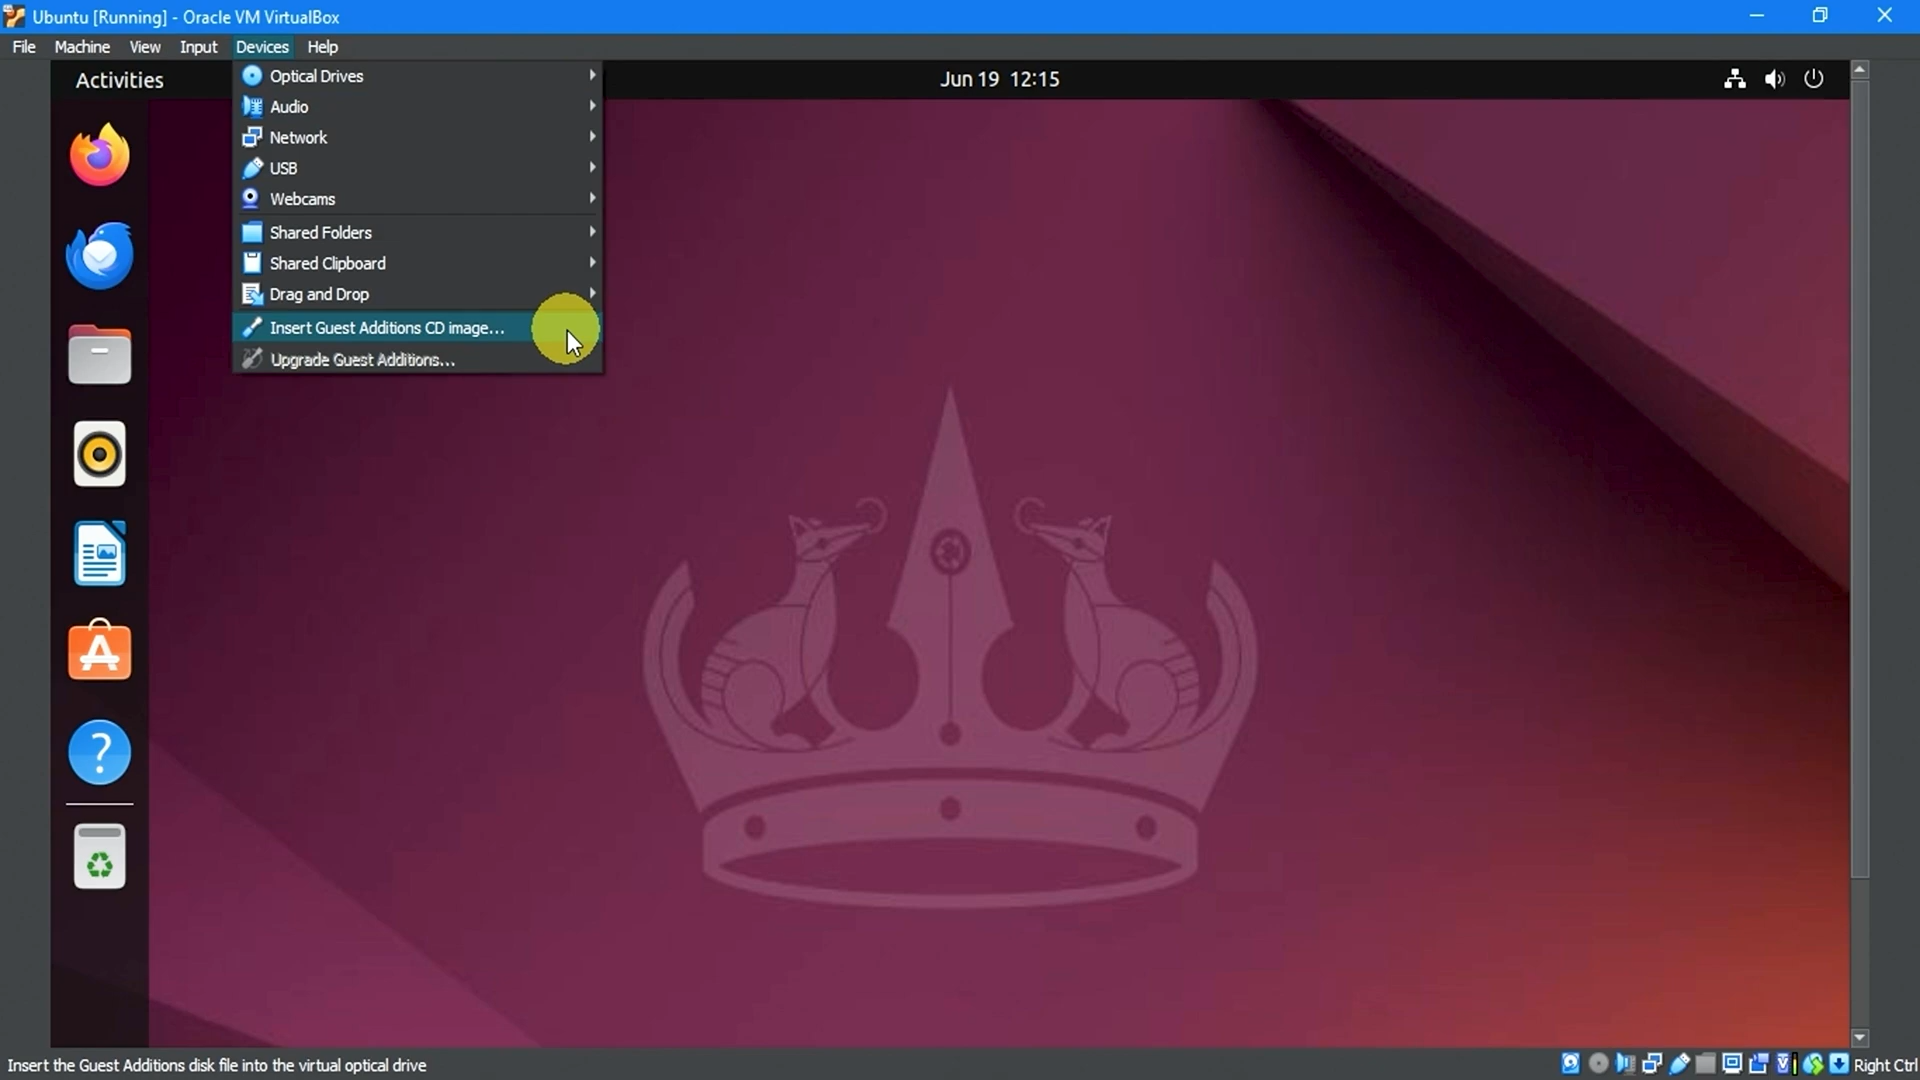 Ubuntu [Running] - Oracle VM VirtualBox
File Machine View Input Devices Help
Activities
Jun 19 12:15
Optical Drives
Audio
Network
USB
Webcams
Shared Folders
Shared Clipboard
Drag and Drop
Insert Guest Additions CD image...
Upgrade Guest Additions...
Insert the Guest Additions disk file into the virtual optical drive
Right Ctrl